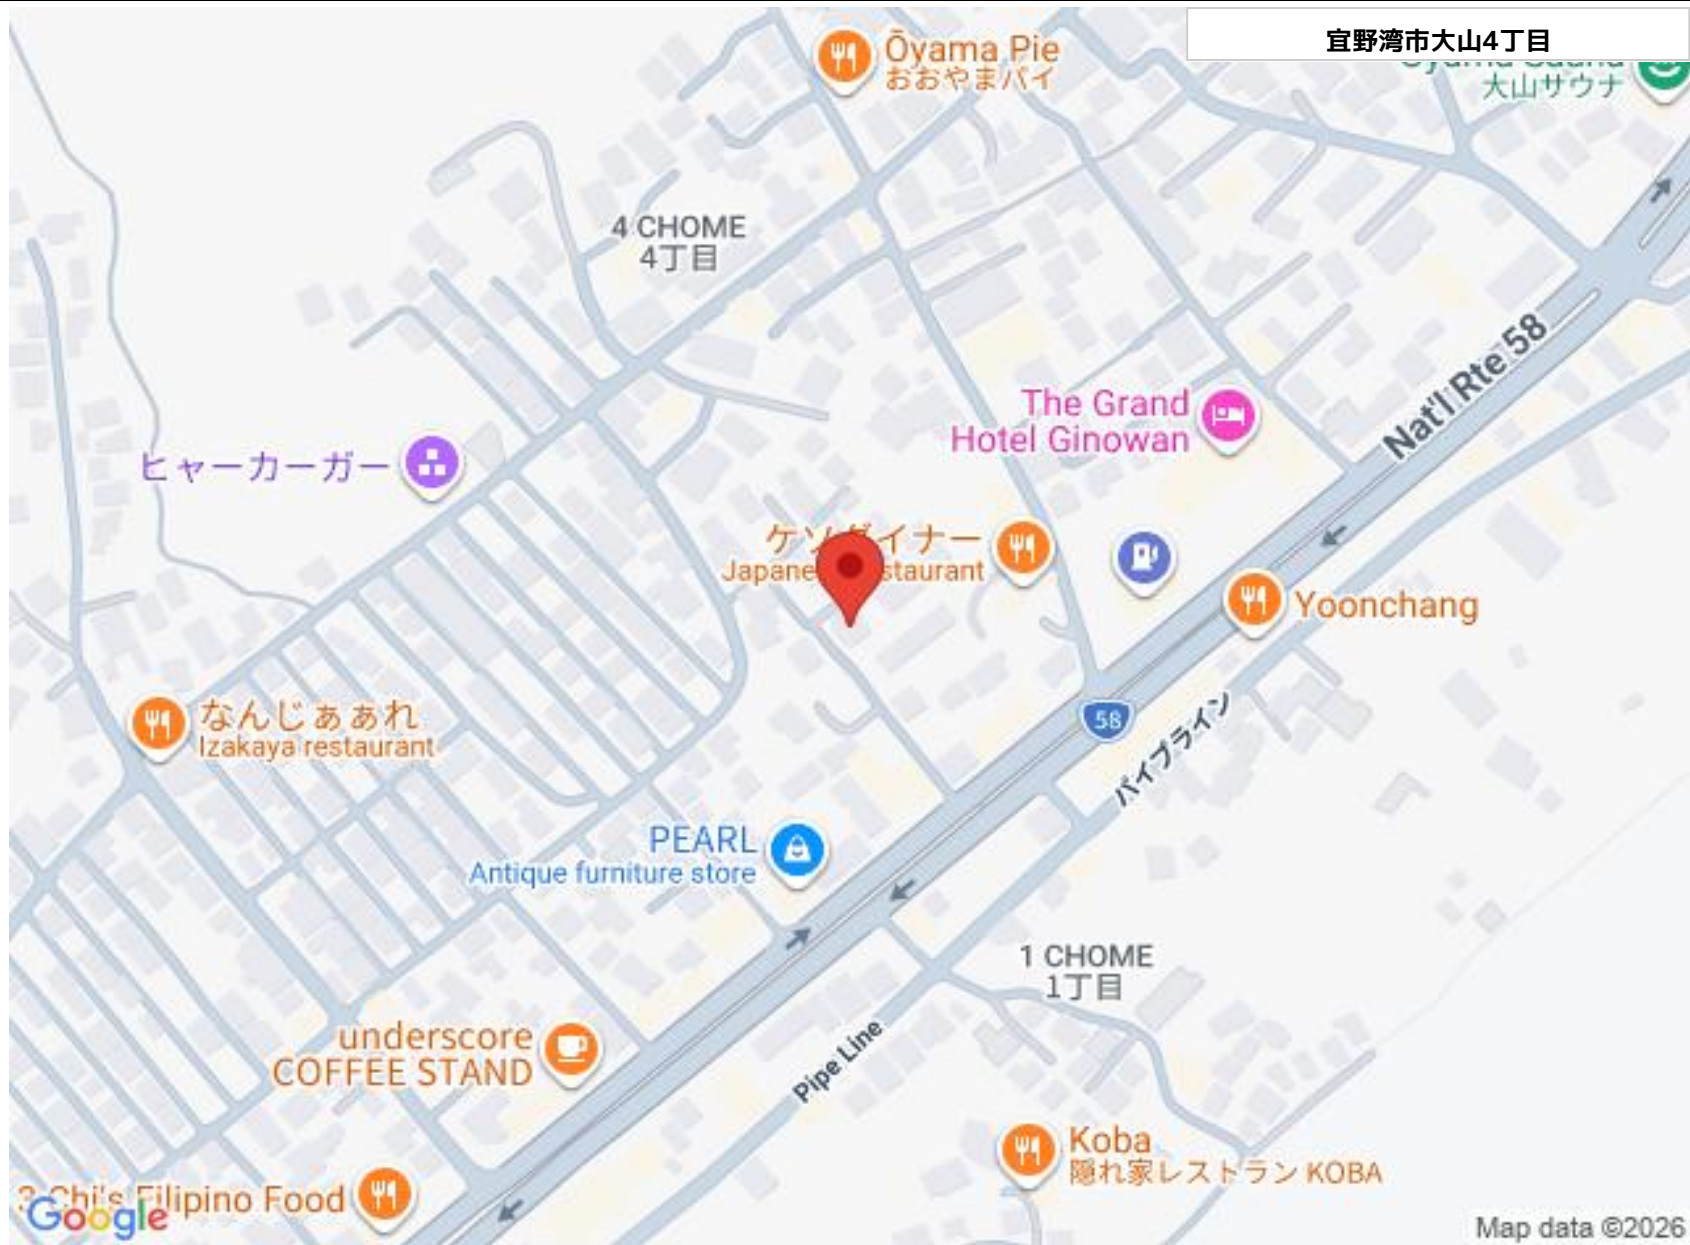 宜野湾市大山4丁目
Ōyama Pie
おおやまパイ
大山サウナ
4 CHOME
4丁目
Nat'l Rte 58
The Grand
Hotel Ginowan
ヒャーカーガー
イナー
staurant
Yoonchang
なんじぁぁれ
Izakaya restaurant
58
パイプライン
PEARL
Antique furniture store
1 CHOME
1丁目
underscore
COFFEE STAND
Pipe Line
Koba
隠れ家レストラン KOBA
Filipino Food
Google
Map data ©2026